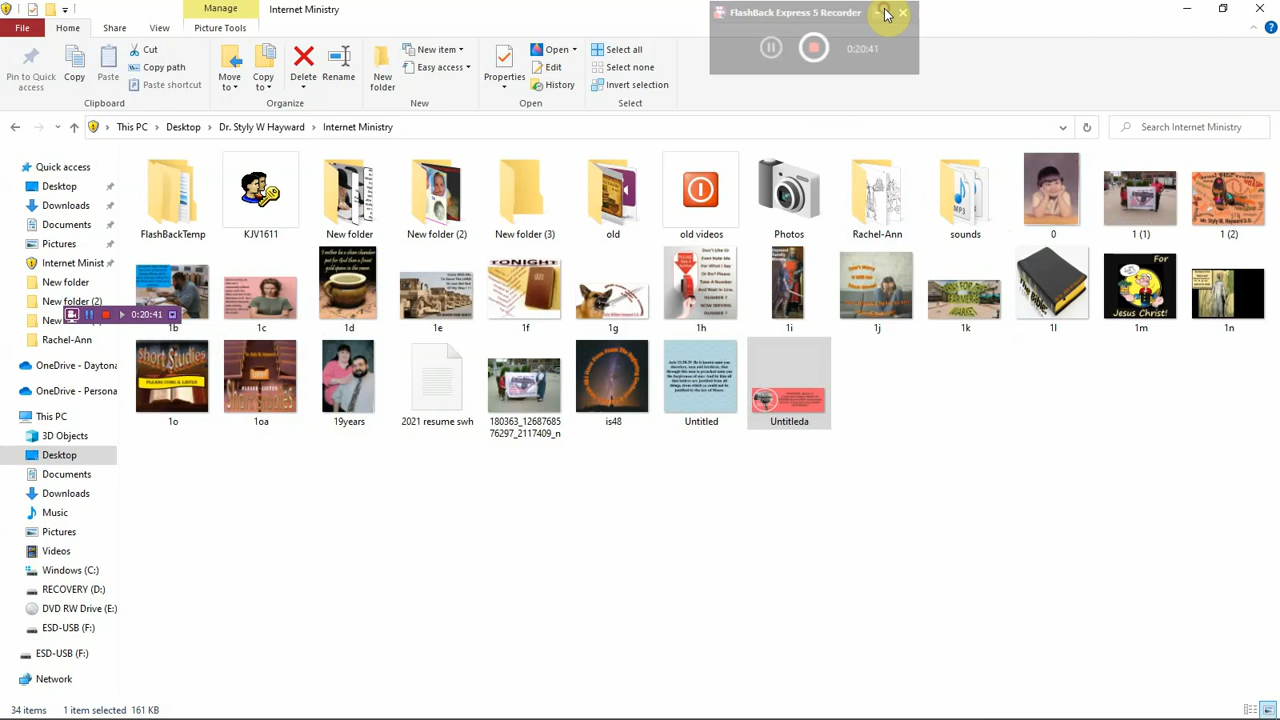 Manage
Internet Ministry
FlashBack Express 5 Recorder
File
Home
Share
View
Picture Tools
0:20:41
Pin to Quick
access
Copy
Paste
Cut
Copy path
Paste shortcut
Clipboard
Move
to
Copy
to
Delete
Rename
Organize
New
folder
New item
Easy access
New
Properties
Open
Edit
History
Open
Select all
Select none
Invert selection
Select
This PC
Desktop
Dr. Styly W Hayward
Internet Ministry
Search Internet Ministry
Quick access
Desktop
Downloads
Documents
Pictures
Internet Minist
New folder
New folder (2)
New
0:20:41
Rachel-Ann
OneDrive - Daytona
OneDrive - Persona
This PC
3D Objects
Desktop
Documents
Downloads
Music
Pictures
Videos
Windows (C:)
RECOVERY (D:)
DVD RW Drive (E:)
ESD-USB (F:)
ESD-USB (F:)
Network
FlashBackTemp
KJV1611
New folder
New folder (2)
New folder (3)
old
old videos
Photos
MP3
Rachel-Ann
sounds
0
1 (1)
1 (2)
TONIGHT
Jesus Christ!
1b
1c
1d
1e
1f
1g
1h
1i
1j
1k
1l
1m
1n
Short Studies
PLEASE COME & LISTEN
PLEASE LISTEN
1o
1oa
19years
2021 resume swh
180363_12687685
76297_2117409_n
is48
Untitled
Untitleda
34 items
1 item selected 161 KB